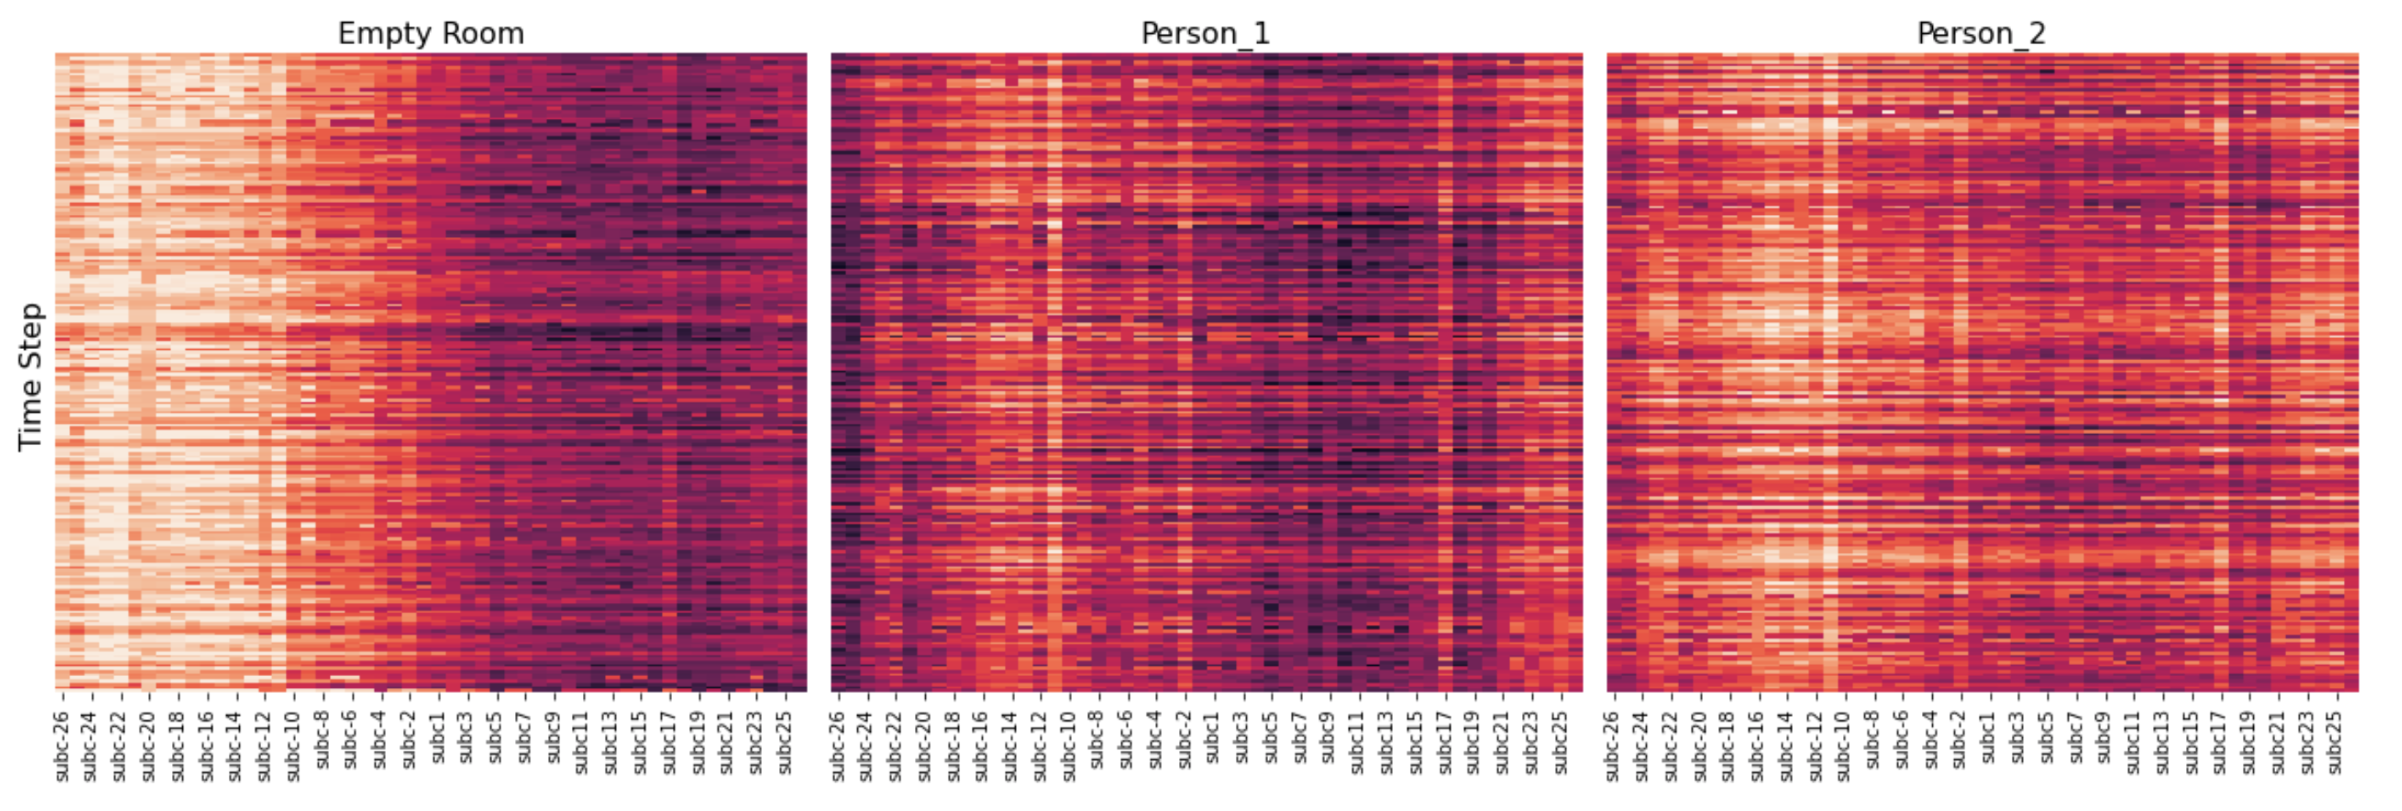 Empty Room
Person_1
Person_2
Time Step
subc-26 subc-24 subc-22 subc-20 subc-18 subc-16 subc-14 subc-12 subc-10 subc-8 subc-6 subc-4 subc-2 subc1 subc3 subc5 subc7 subc9 subc11 subc13 subc15 subc17 subc19 subc21 subc23 subc25
subc-26 subc-24 subc-22 subc-20 subc-18 subc-16 subc-14 subc-12 subc-10 subc-8 subc-6 subc-4 subc-2 subc1 subc3 subc5 subc7 subc9 subc11 subc13 subc15 subc17 subc19 subc21 subc23 subc25
subc-26 subc-24 subc-22 subc-20 subc-18 subc-16 subc-14 subc-12 subc-10 subc-8 subc-6 subc-4 subc-2 subc1 subc3 subc5 subc7 subc9 subc11 subc13 subc15 subc17 subc19 subc21 subc23 subc25